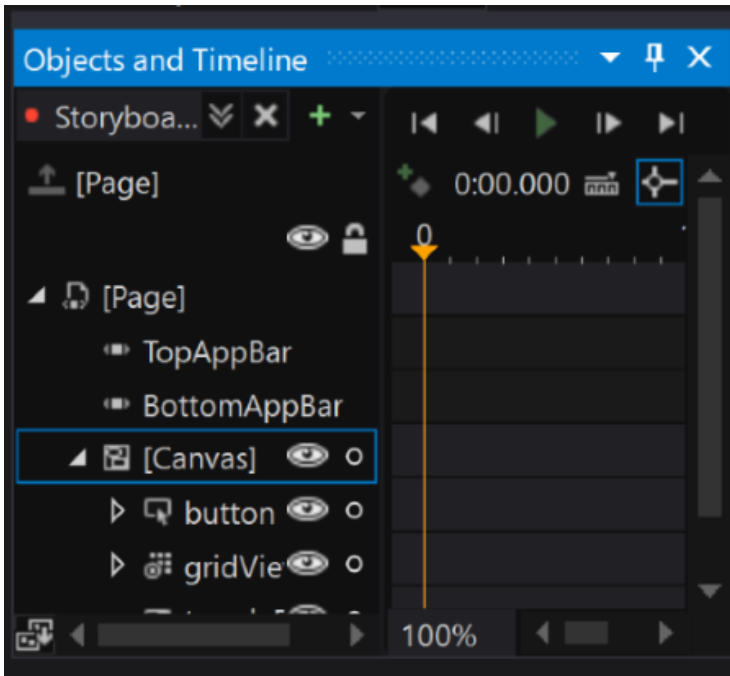 Objects and Timeline
Storyboa...
[Page]
0:00.000
0
[Page]
TopAppBar
BottomAppBar
[Canvas]
button
gridVie
100%